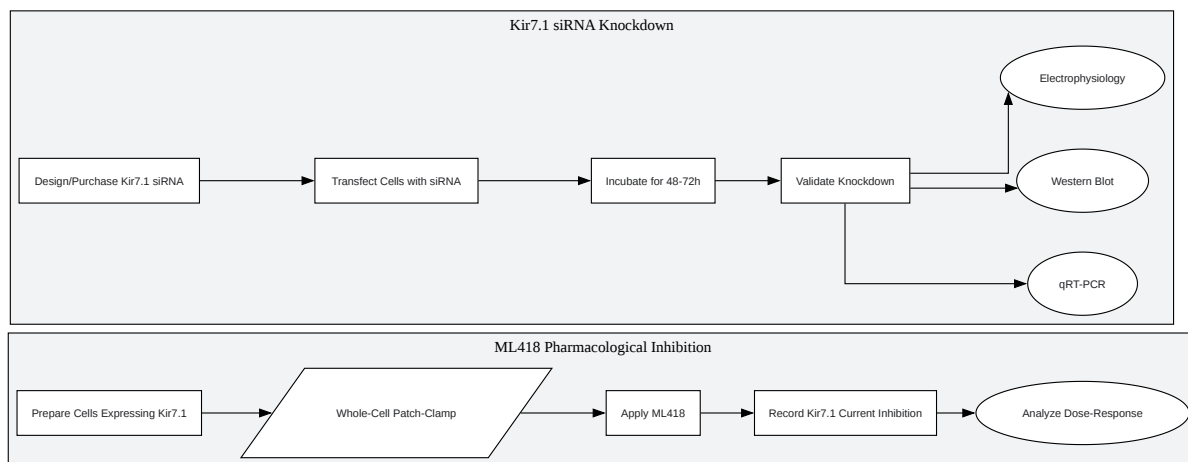 Kir7.1 siRNA Knockdown
Electrophysiology
Design/Purchase Kir7.1 siRNA
Transfect Cells with siRNA
Incubate for 48-72h
Validate Knockdown
Western Blot
qRT-PCR
ML418 Pharmacological Inhibition
Prepare Cells Expressing Kir7.1
Whole-Cell Patch-Clamp
Apply ML418
Record Kir7.1 Current Inhibition
Analyze Dose-Response